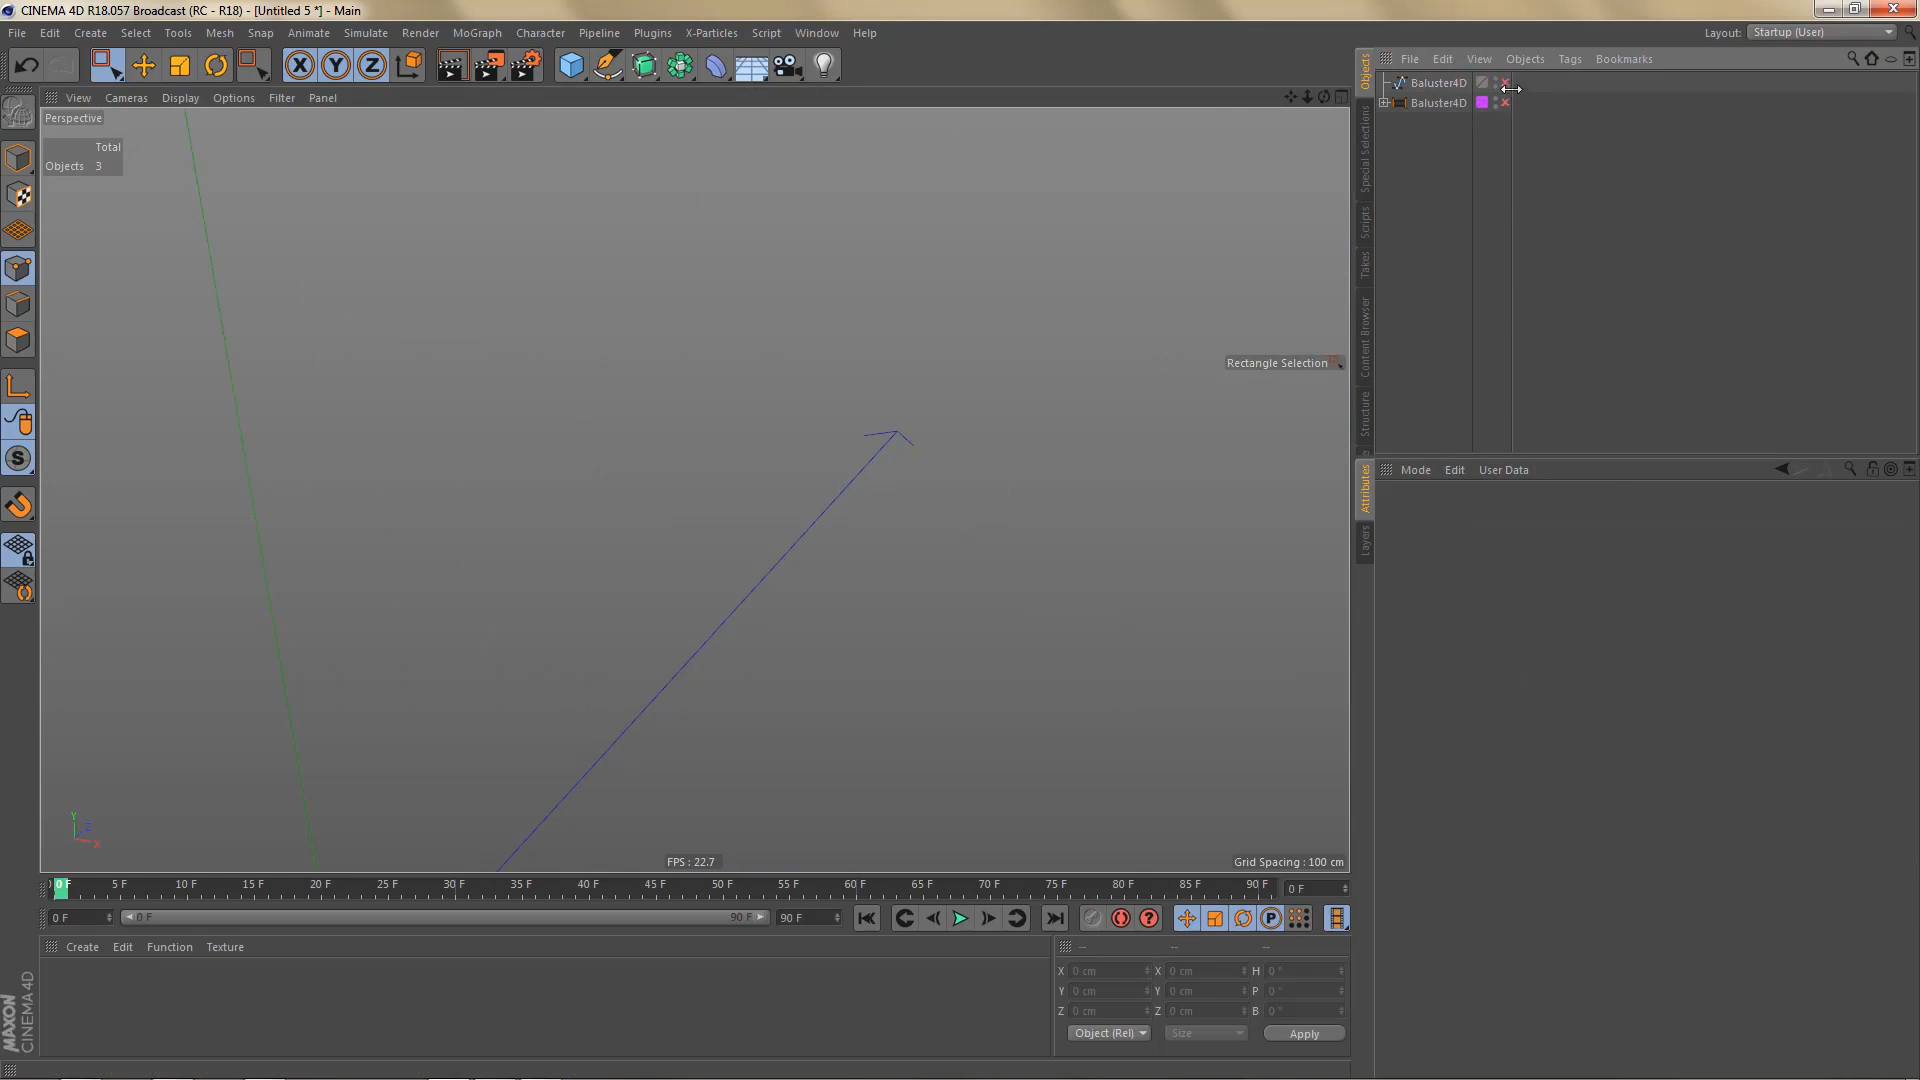 CINEMA 4D R18.057 Broadcast (RC - R18) - [Untitled 5 *] - Main
File Edit Create Select Tools Mesh Snap Animate Simulate Render Character MoGraph Character Pipeline Plugins X-Particles Script Window Help
Layout: Startup (User)
X Y Z
File Edit View Objects Tags Bookmarks
View Cameras Display Options Filter Panel
Perspective
Total
Objects 3
Baluster4D
Baluster4D
Objects
Special Selections
Scripts
Takes
Content Browser
Structure
Attributes
Layers
Rectangle Selection
Mode Edit User Data
S
Y
Z
X
FPS : 22.7
Grid Spacing : 100 cm
0 F 5 F 10 F 15 F 20 F 25 F 30 F 35 F 40 F 45 F 50 F 55 F 60 F 65 F 70 F 75 F 80 F 85 F 90 F 0 F
0 F 0 F 90 F 90 F
P
Create Edit Function Texture
-- -- --
X 0 cm X 0 cm H 0 °
Y 0 cm Y 0 cm P 0 °
Z 0 cm Z 0 cm B 0 °
Object (Rel) Size Apply
MAXON
CINEMA 4D